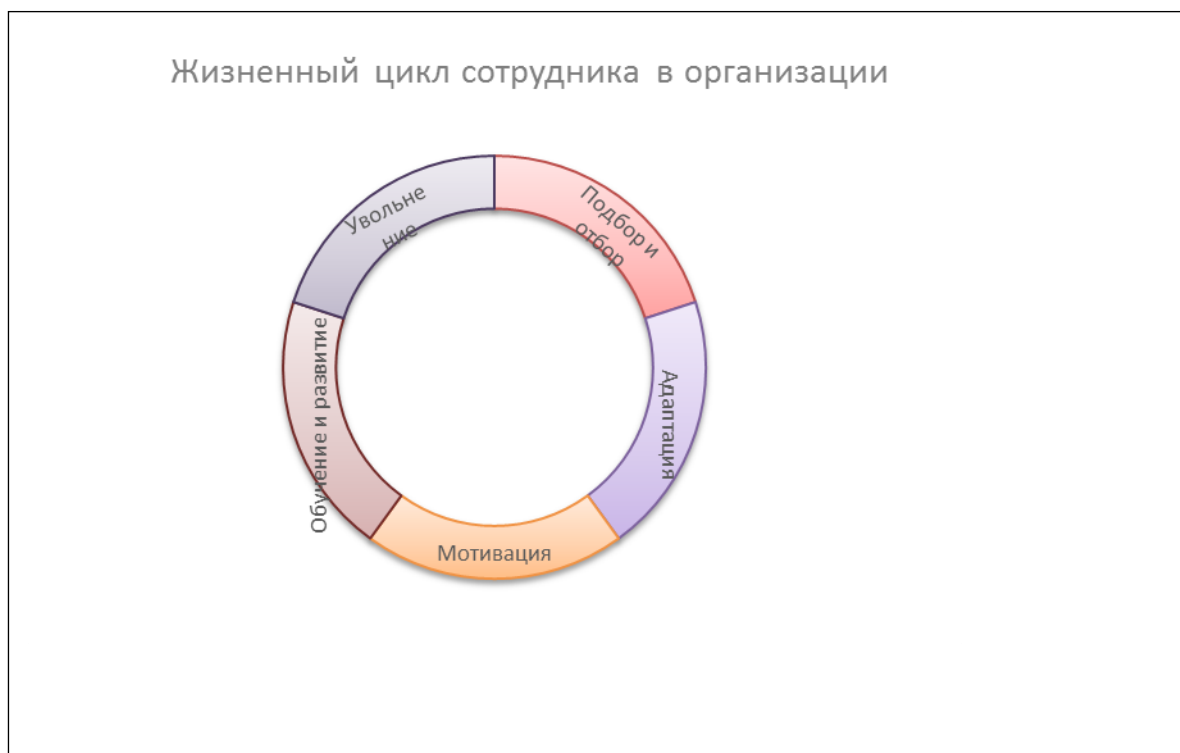 Жизненный цикл сотрудника в организации
Подбор и
отбор
Адаптация
Мотивация
Обучение и развитие
Увольне
ние